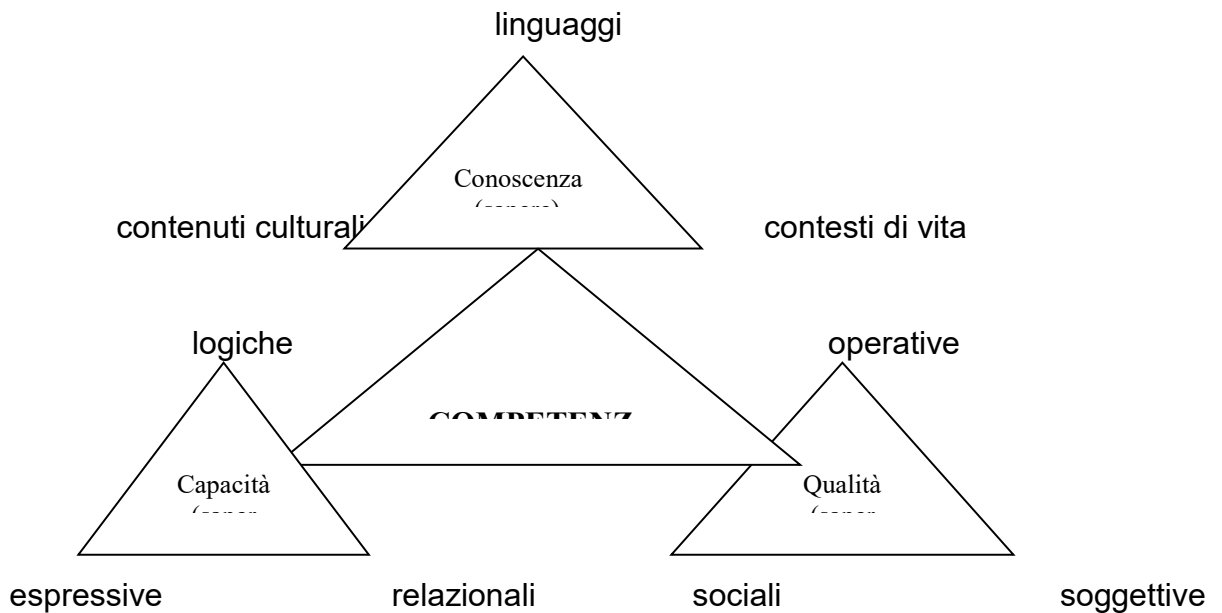 linguaggi
Conoscenza
contenuti culturali
contesti di vita
logiche
operative
Capacità
Qualità
espressive
relazionali
sociali
soggettive